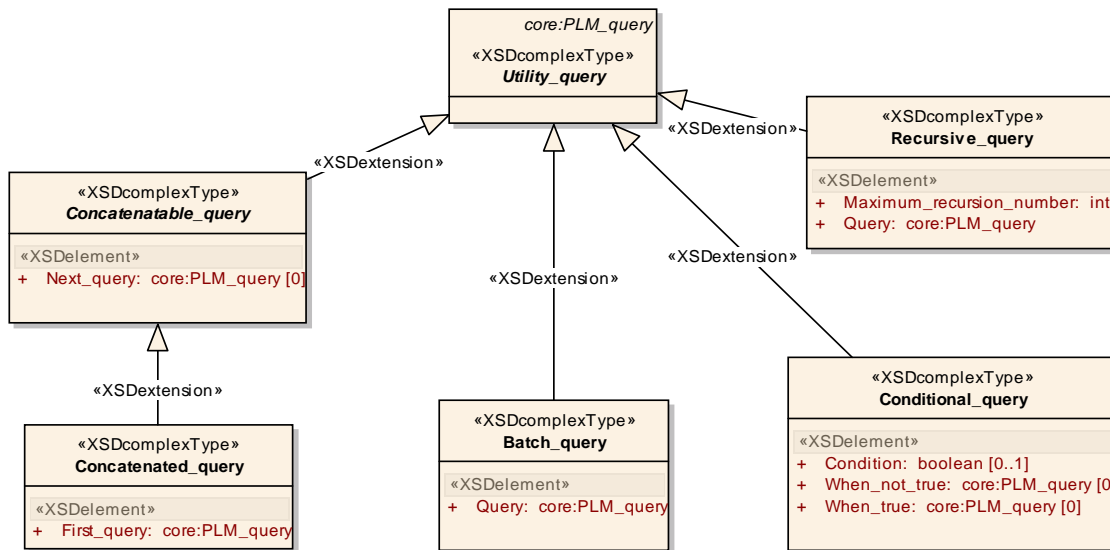 core:PLM_query
«XSDcomplexType»
Utility_query
«XSDextension»
«XSDcomplexType»
Recursive_query
«XSDelement»
+ Maximum_recursion_number: int
+ Query: core:PLM_query
«XSDextension»
«XSDcomplexType»
Concatenatable_query
«XSDelement»
+ Next_query: core:PLM_query [0]
«XSDextension»
«XSDextension»
«XSDextension»
«XSDcomplexType»
Concatenated_query
«XSDelement»
+ First_query: core:PLM_query
«XSDcomplexType»
Batch_query
«XSDelement»
+ Query: core:PLM_query
«XSDcomplexType»
Conditional_query
«XSDelement»
+ Condition: boolean [0..1]
+ When_not_true: core:PLM_query [0
+ When_true: core:PLM_query [0]